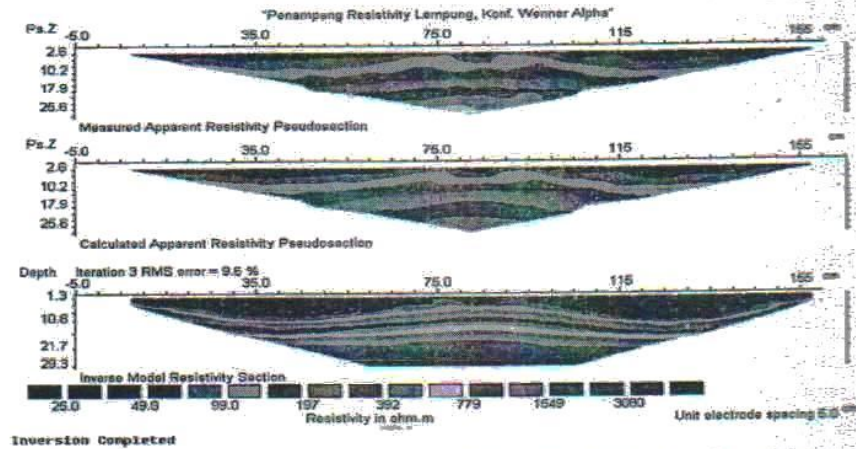 "Penampang Resistivity Lempung, Konf. Wenner Alpha"
Ps.Z -5.0 35.0 75.0 115 155 cm
2.6
10.2
17.9
25.6
Measured Apparent Resistivity Pseudosection
Ps.Z -5.0 35.0 75.0 115 155 cm
2.6
10.2
17.9
25.6
Calculated Apparent Resistivity Pseudosection
Depth Iteration 3 RMS error = 9.6 %
-5.0 35.0 75.0 115 155 cm
1.3
10.8
21.7
29.3
Inverse Model Resistivity Section
25.0 49.0 99.0 197 392 779 1549 3080
Resistivity in ohm.m
Unit electrode spacing 5.0 cm
Inversion Completed